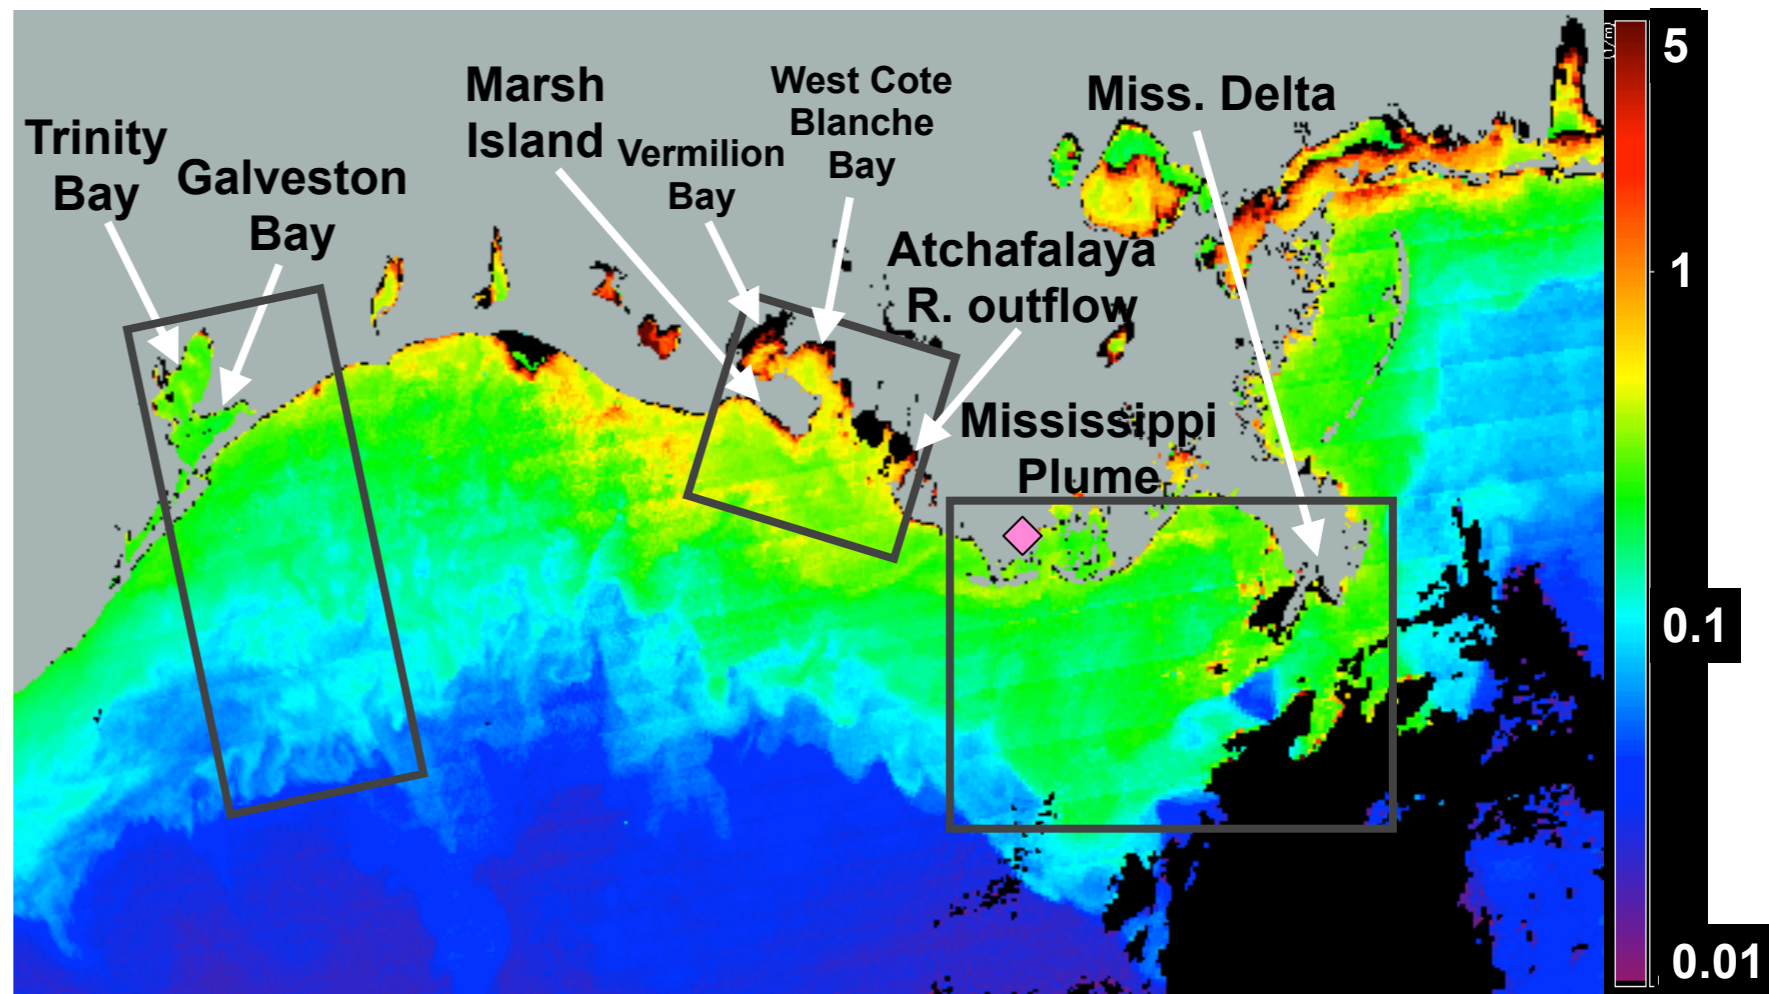 Trinity
Bay
Galveston
Bay
Marsh
Island
Vermilion
Bay
West Cote
Blanche
Bay
Atchafalaya
R. outflow
Miss. Delta
Mississippi
Plume
(1/m)
5
1
0.1
0.01